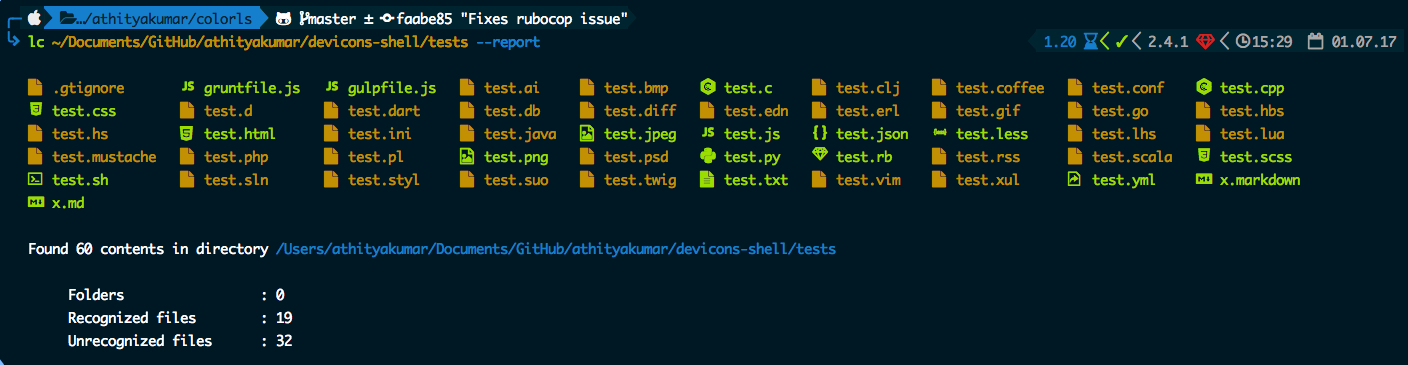 …/athityakumar/colorls master ± faabe85 "Fixes rubocop issue"
lc ~/Documents/GitHub/athityakumar/devicons-shell/tests --report 1.20 ✓ 2.4.1 15:29 01.07.17
.gtignore JS gruntfile.js JS gulpfile.js test.ai test.bmp C test.c test.clj test.coffee test.conf C test.cpp
test.css test.d test.dart test.db test.diff test.edn test.erl test.gif test.go test.hbs
test.hs test.html test.ini test.java test.jpeg JS test.js {} test.json test.less test.lhs test.lua
test.mustache test.php test.pl test.png test.psd test.py test.rb test.rss test.scala test.scss
test.sh test.sln test.styl test.suo test.twig test.txt test.vim test.xul test.yml x.markdown
x.md
Found 60 contents in directory /Users/athityakumar/Documents/GitHub/athityakumar/devicons-shell/tests
Folders : 0
Recognized files : 19
Unrecognized files : 32